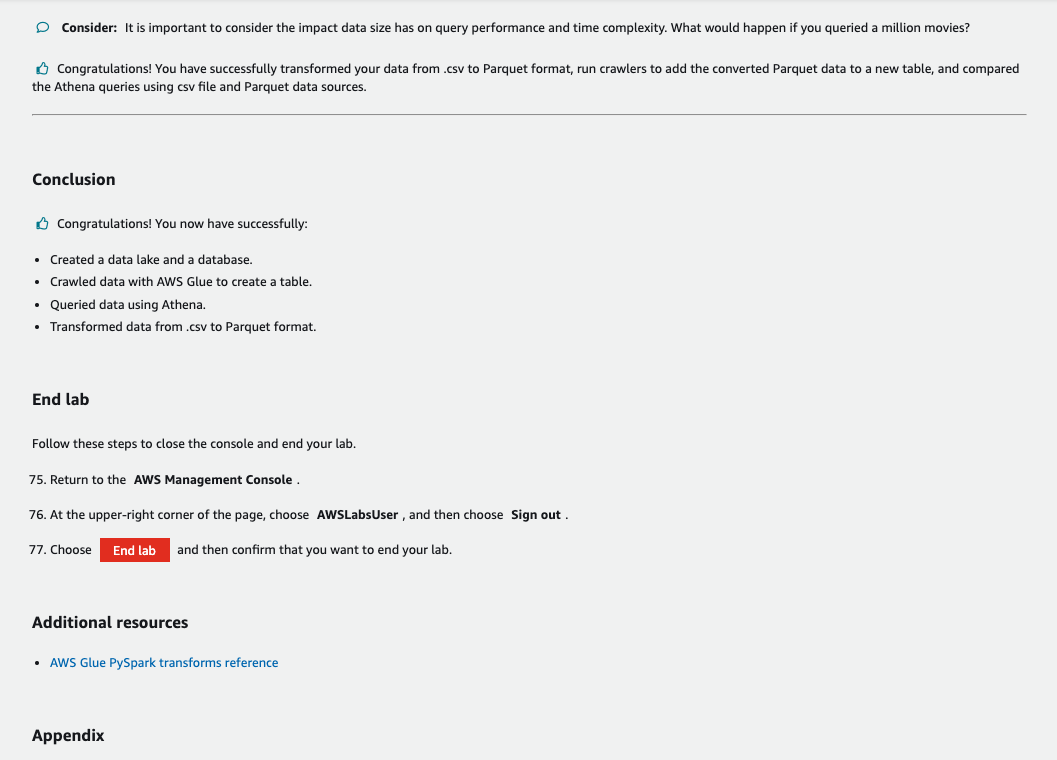 Consider: It is important to consider the impact data size has on query performance and time complexity. What would happen if you queried a million movies?
Congratulations! You have successfully transformed your data from .csv to Parquet format, run crawlers to add the converted Parquet data to a new table, and compared
the Athena queries using csv file and Parquet data sources.
Conclusion
Congratulations! You now have successfully:
• Created a data lake and a database.
• Crawled data with AWS Glue to create a table.
• Queried data using Athena.
• Transformed data from .csv to Parquet format.
End lab
Follow these steps to close the console and end your lab.
75. Return to the AWS Management Console .
76. At the upper-right corner of the page, choose AWSLabsUser , and then choose Sign out .
77. Choose End lab and then confirm that you want to end your lab.
Additional resources
• AWS Glue PySpark transforms reference
Appendix